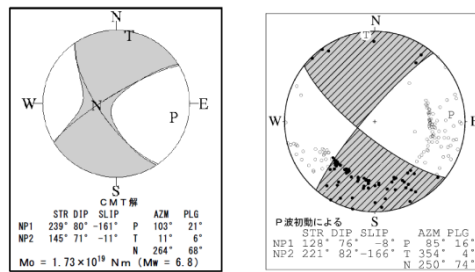 N
T
W
N
P
E
S
CMT解
STR DIP SLIP AZM PLG
NP1 239° 80° -161° P 103° 21°
NP2 145° 71° -11° T 11° 6°
N 264° 68°
Mo = 1.73×10¹⁹ Nm (Mw = 6.8)
N
T
W
P
E
S
P波初動による
STR DIP SLIP AZM PLG
NP1 128° 76° -8° P 85° 16°
NP2 221° 82° -166° T 354° 4°
N 250° 74°